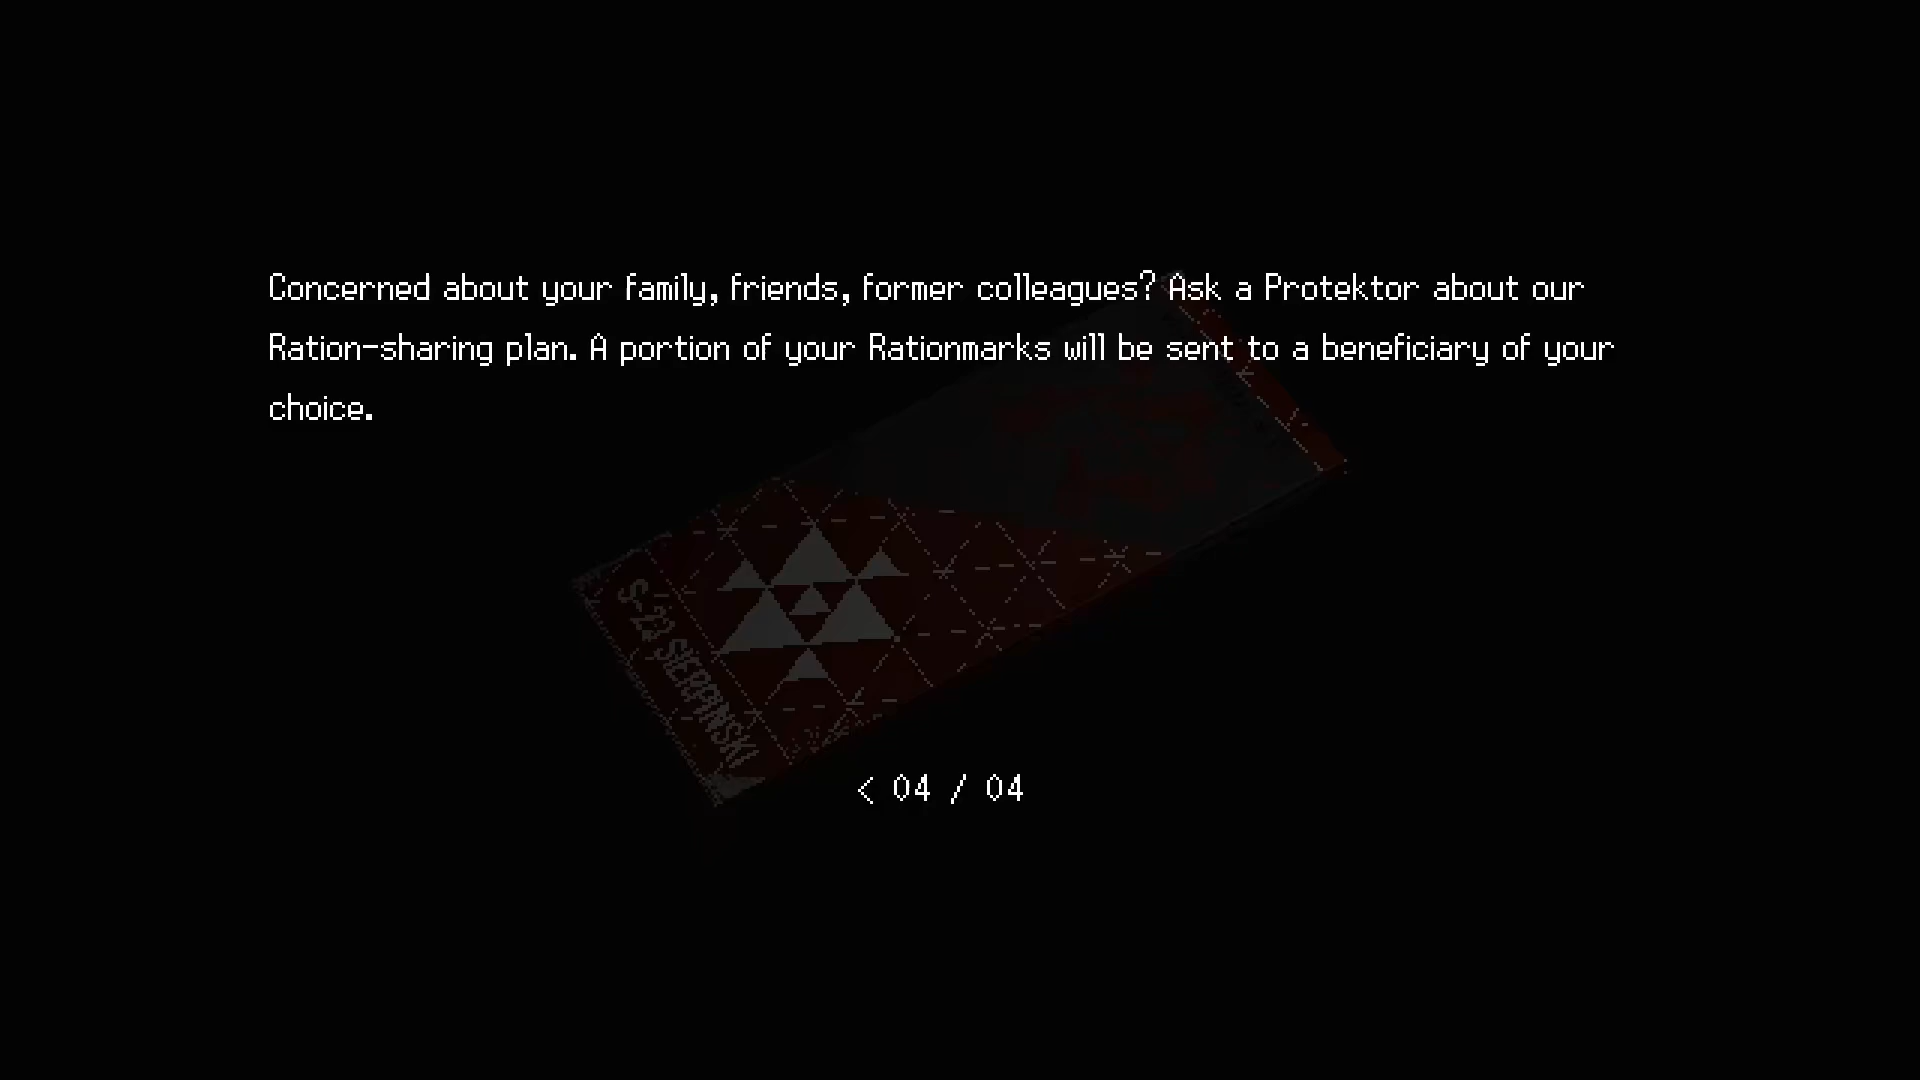 Concerned about your family, friends, former colleagues? Ask a Protektor about our
Ration-sharing plan. A portion of your Rationmarks will be sent to a beneficiary of your
choice.
S-23 SIERPINSKI
< 04 / 04